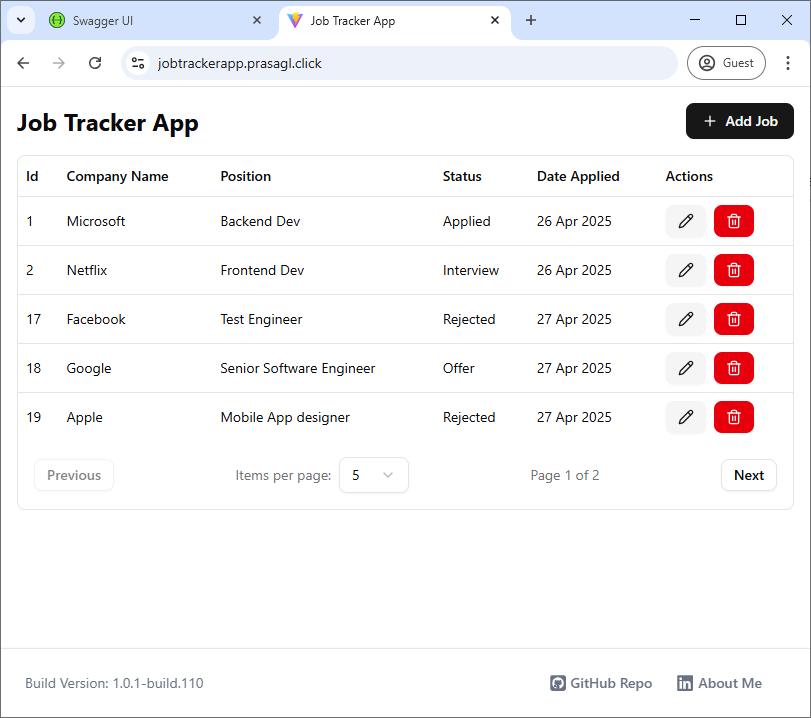 Swagger UI
Job Tracker App
jobtrackerapp.prasagl.click
Guest
Job Tracker App
Add Job
Id Company Name Position Status Date Applied Actions
1 Microsoft Backend Dev Applied 26 Apr 2025
2 Netflix Frontend Dev Interview 26 Apr 2025
17 Facebook Test Engineer Rejected 27 Apr 2025
18 Google Senior Software Engineer Offer 27 Apr 2025
19 Apple Mobile App designer Rejected 27 Apr 2025
Previous Items per page: 5 Page 1 of 2 Next
Build Version: 1.0.1-build.110 GitHub Repo About Me